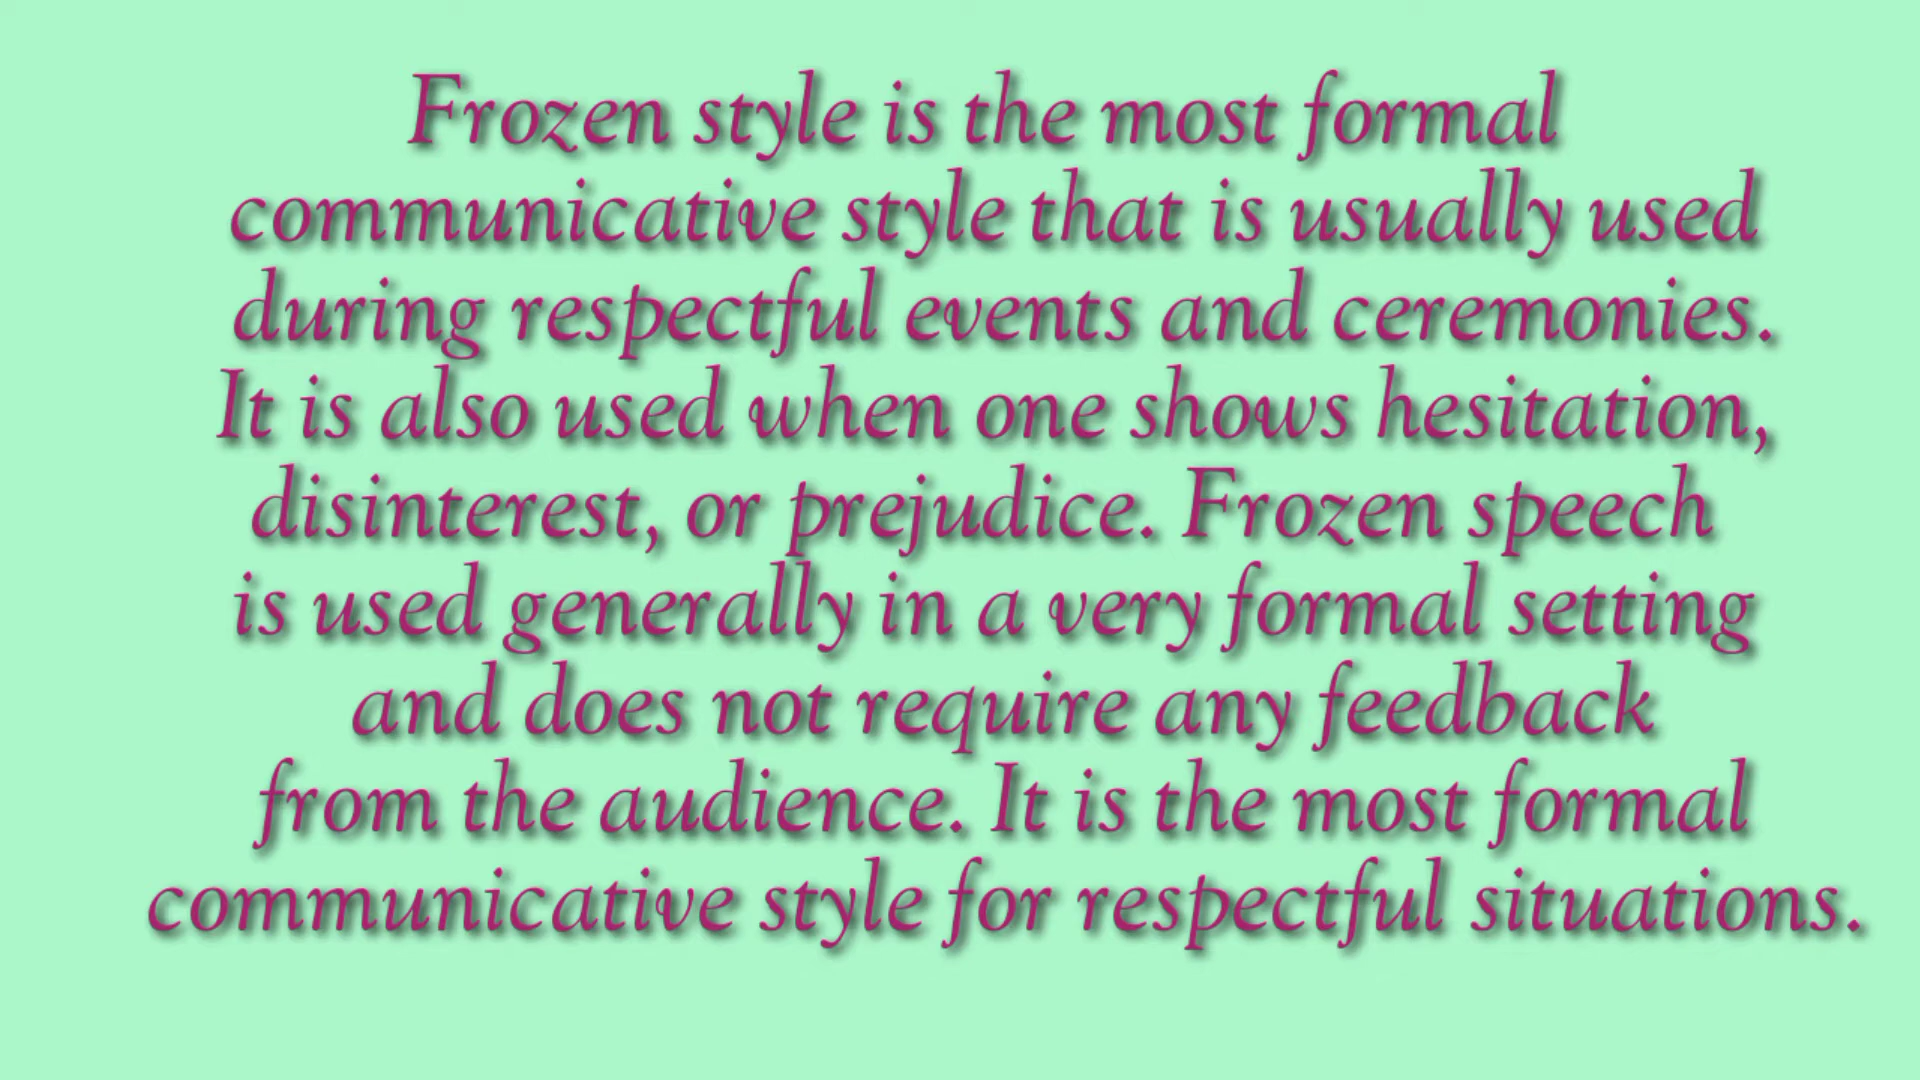 Frozen style is the most formal
communicative style that is usually used
during respectful events and ceremonies.
It is also used when one shows hesitation,
disinterest, or prejudice. Frozen speech
is used generally in a very formal setting
and does not require any feedback
from the audience. It is the most formal
communicative style for respectful situations.